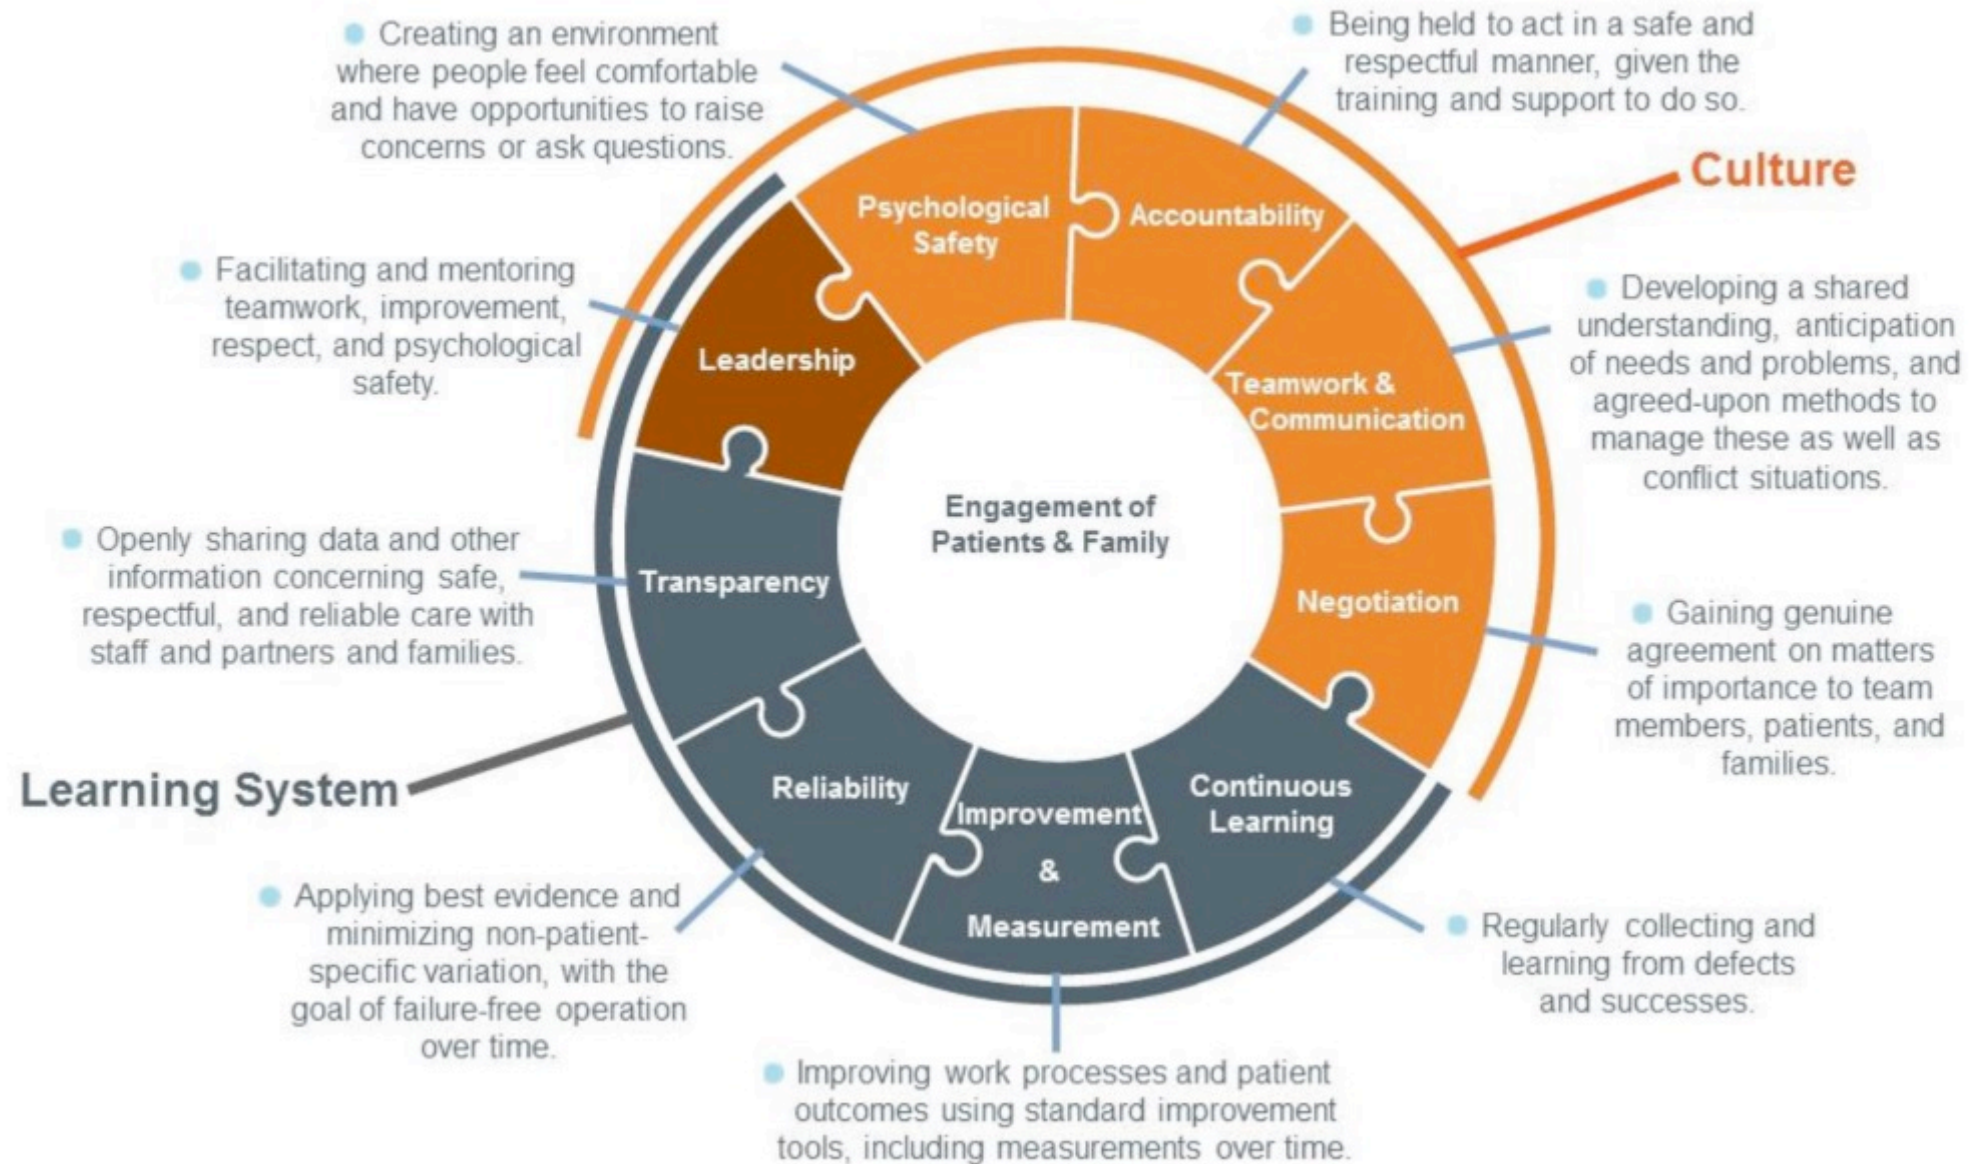 Creating an environment
where people feel comfortable
and have opportunities to raise
concerns or ask questions.
Being held to act in a safe and
respectful manner, given the
training and support to do so.
Culture
Psychological
Safety
Accountability
Facilitating and mentoring
teamwork, improvement,
respect, and psychological
safety.
Leadership
Teamwork &
Communication
Developing a shared
understanding, anticipation
of needs and problems, and
agreed-upon methods to
manage these as well as
conflict situations.
Engagement of
Patients & Family
Openly sharing data and other
information concerning safe,
respectful, and reliable care with
staff and partners and families.
Transparency
Negotiation
Gaining genuine
agreement on matters
of importance to team
members, patients, and
families.
Learning System
Reliability
Improvement
&
Measurement
Continuous
Learning
Applying best evidence and
minimizing non-patient-
specific variation, with the
goal of failure-free operation
over time.
Regularly collecting and
learning from defects
and successes.
Improving work processes and patient
outcomes using standard improvement
tools, including measurements over time.